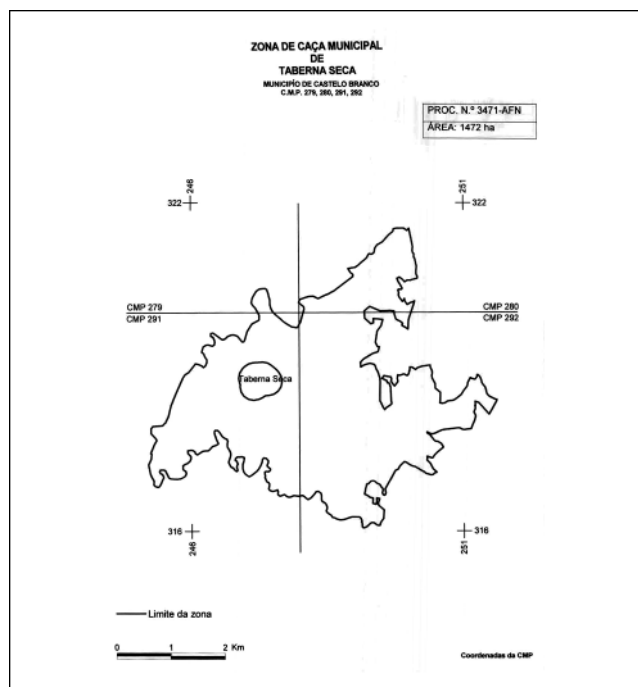 ZONA DE CAÇA MUNICIPAL
DE
TABERNA SECA
MUNICIPÍO DE CASTELO BRANCO
C.M.P. 279, 280, 291, 292
PROC. N.º 3471-AFN
ÁREA: 1472 ha
246
251
322
322
CMP 279
CMP 280
CMP 291
CMP 292
Taberna Seca
316
316
246
251
Limite da zona
0 1 2 Km
Coordenadas da CMP